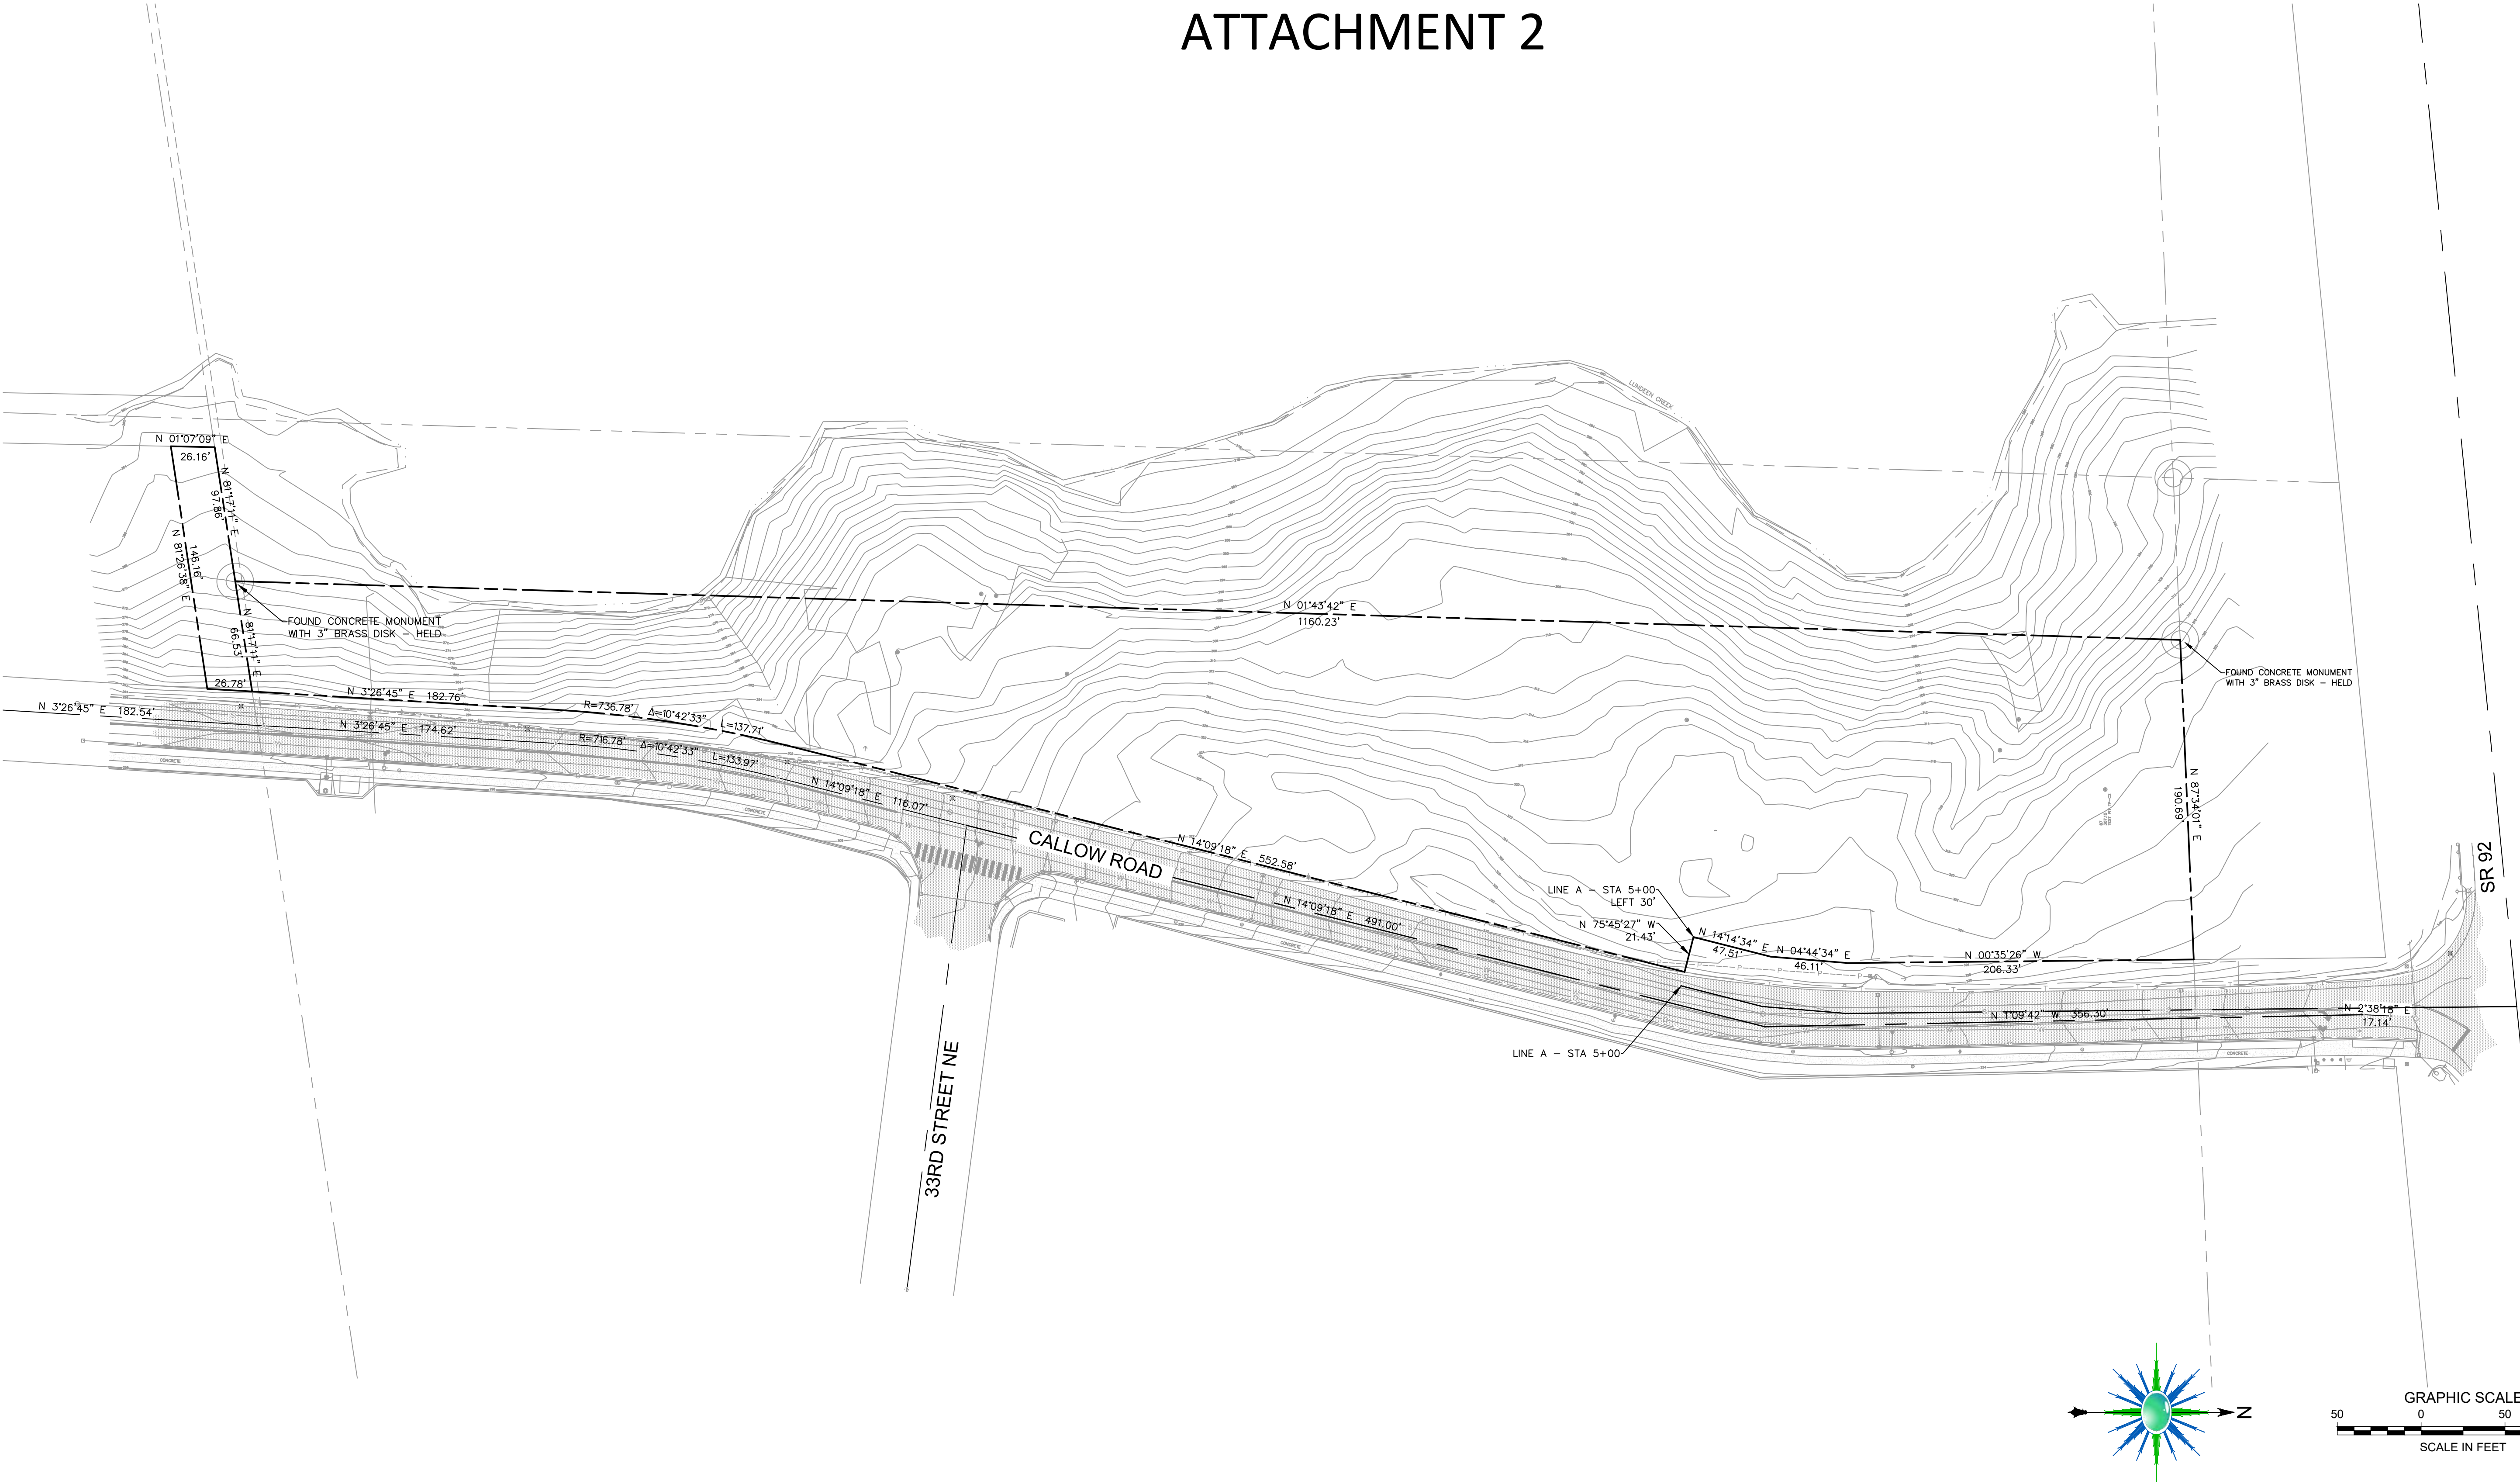 ATTACHMENT 2
LUNDEEN CREEK
N 01°07'09" E
26.16'
N 81°17'11" E
97.86'
146.16'
N 81°26'38" E
FOUND CONCRETE MONUMENT
WITH 3" BRASS DISK – HELD
N 81°17'11" E
66.53'
N 01°43'42" E
1160.23'
FOUND CONCRETE MONUMENT
WITH 3" BRASS DISK – HELD
26.78'
N 3°26'45" E 182.76'
R=736.78'
Δ=10°42'33"
L=137.71'
N 3°26'45" E 182.54'
N 3°26'45" E 174.62'
R=716.78'
Δ=10°42'33"
L=133.97'
N 14°09'18" E 116.07'
CONCRETE
CONCRETE
CALLOW ROAD
N 14°09'18" E 552.58'
N 14°09'18" E 491.00'
CONCRETE
N 87°34'01" E
190.69'
SR 92
LINE A – STA 5+00
LEFT 30'
N 75°45'27" W
21.43'
N 14°14'34" E
47.51'
N 04°44'34" E
46.11'
N 00°35'26" W
206.33'
N 1°09'42" W 356.30'
N 2°38'18" E
17.14'
CONCRETE
LINE A – STA 5+00
33RD STREET NE
N
GRAPHIC SCALE
50 0 50
SCALE IN FEET